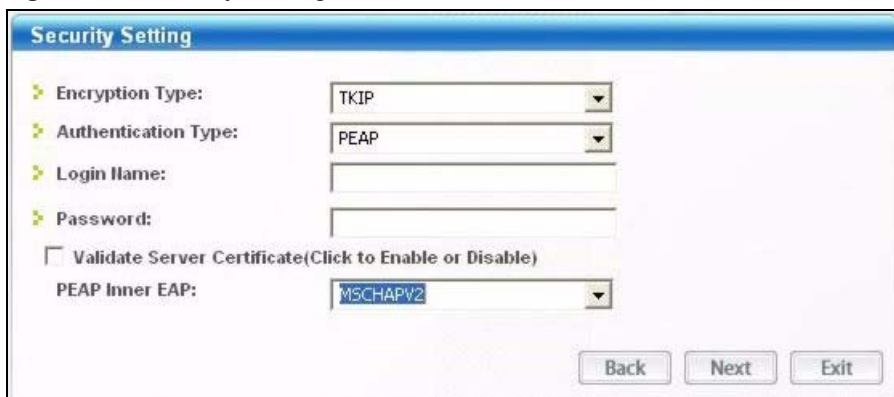 Security Setting
Encryption Type: TKIP
Authentication Type: PEAP
Login Name:
Password:
Validate Server Certificate(Click to Enable or Disable)
PEAP Inner EAP: MSCHAPV2
Back Next Exit